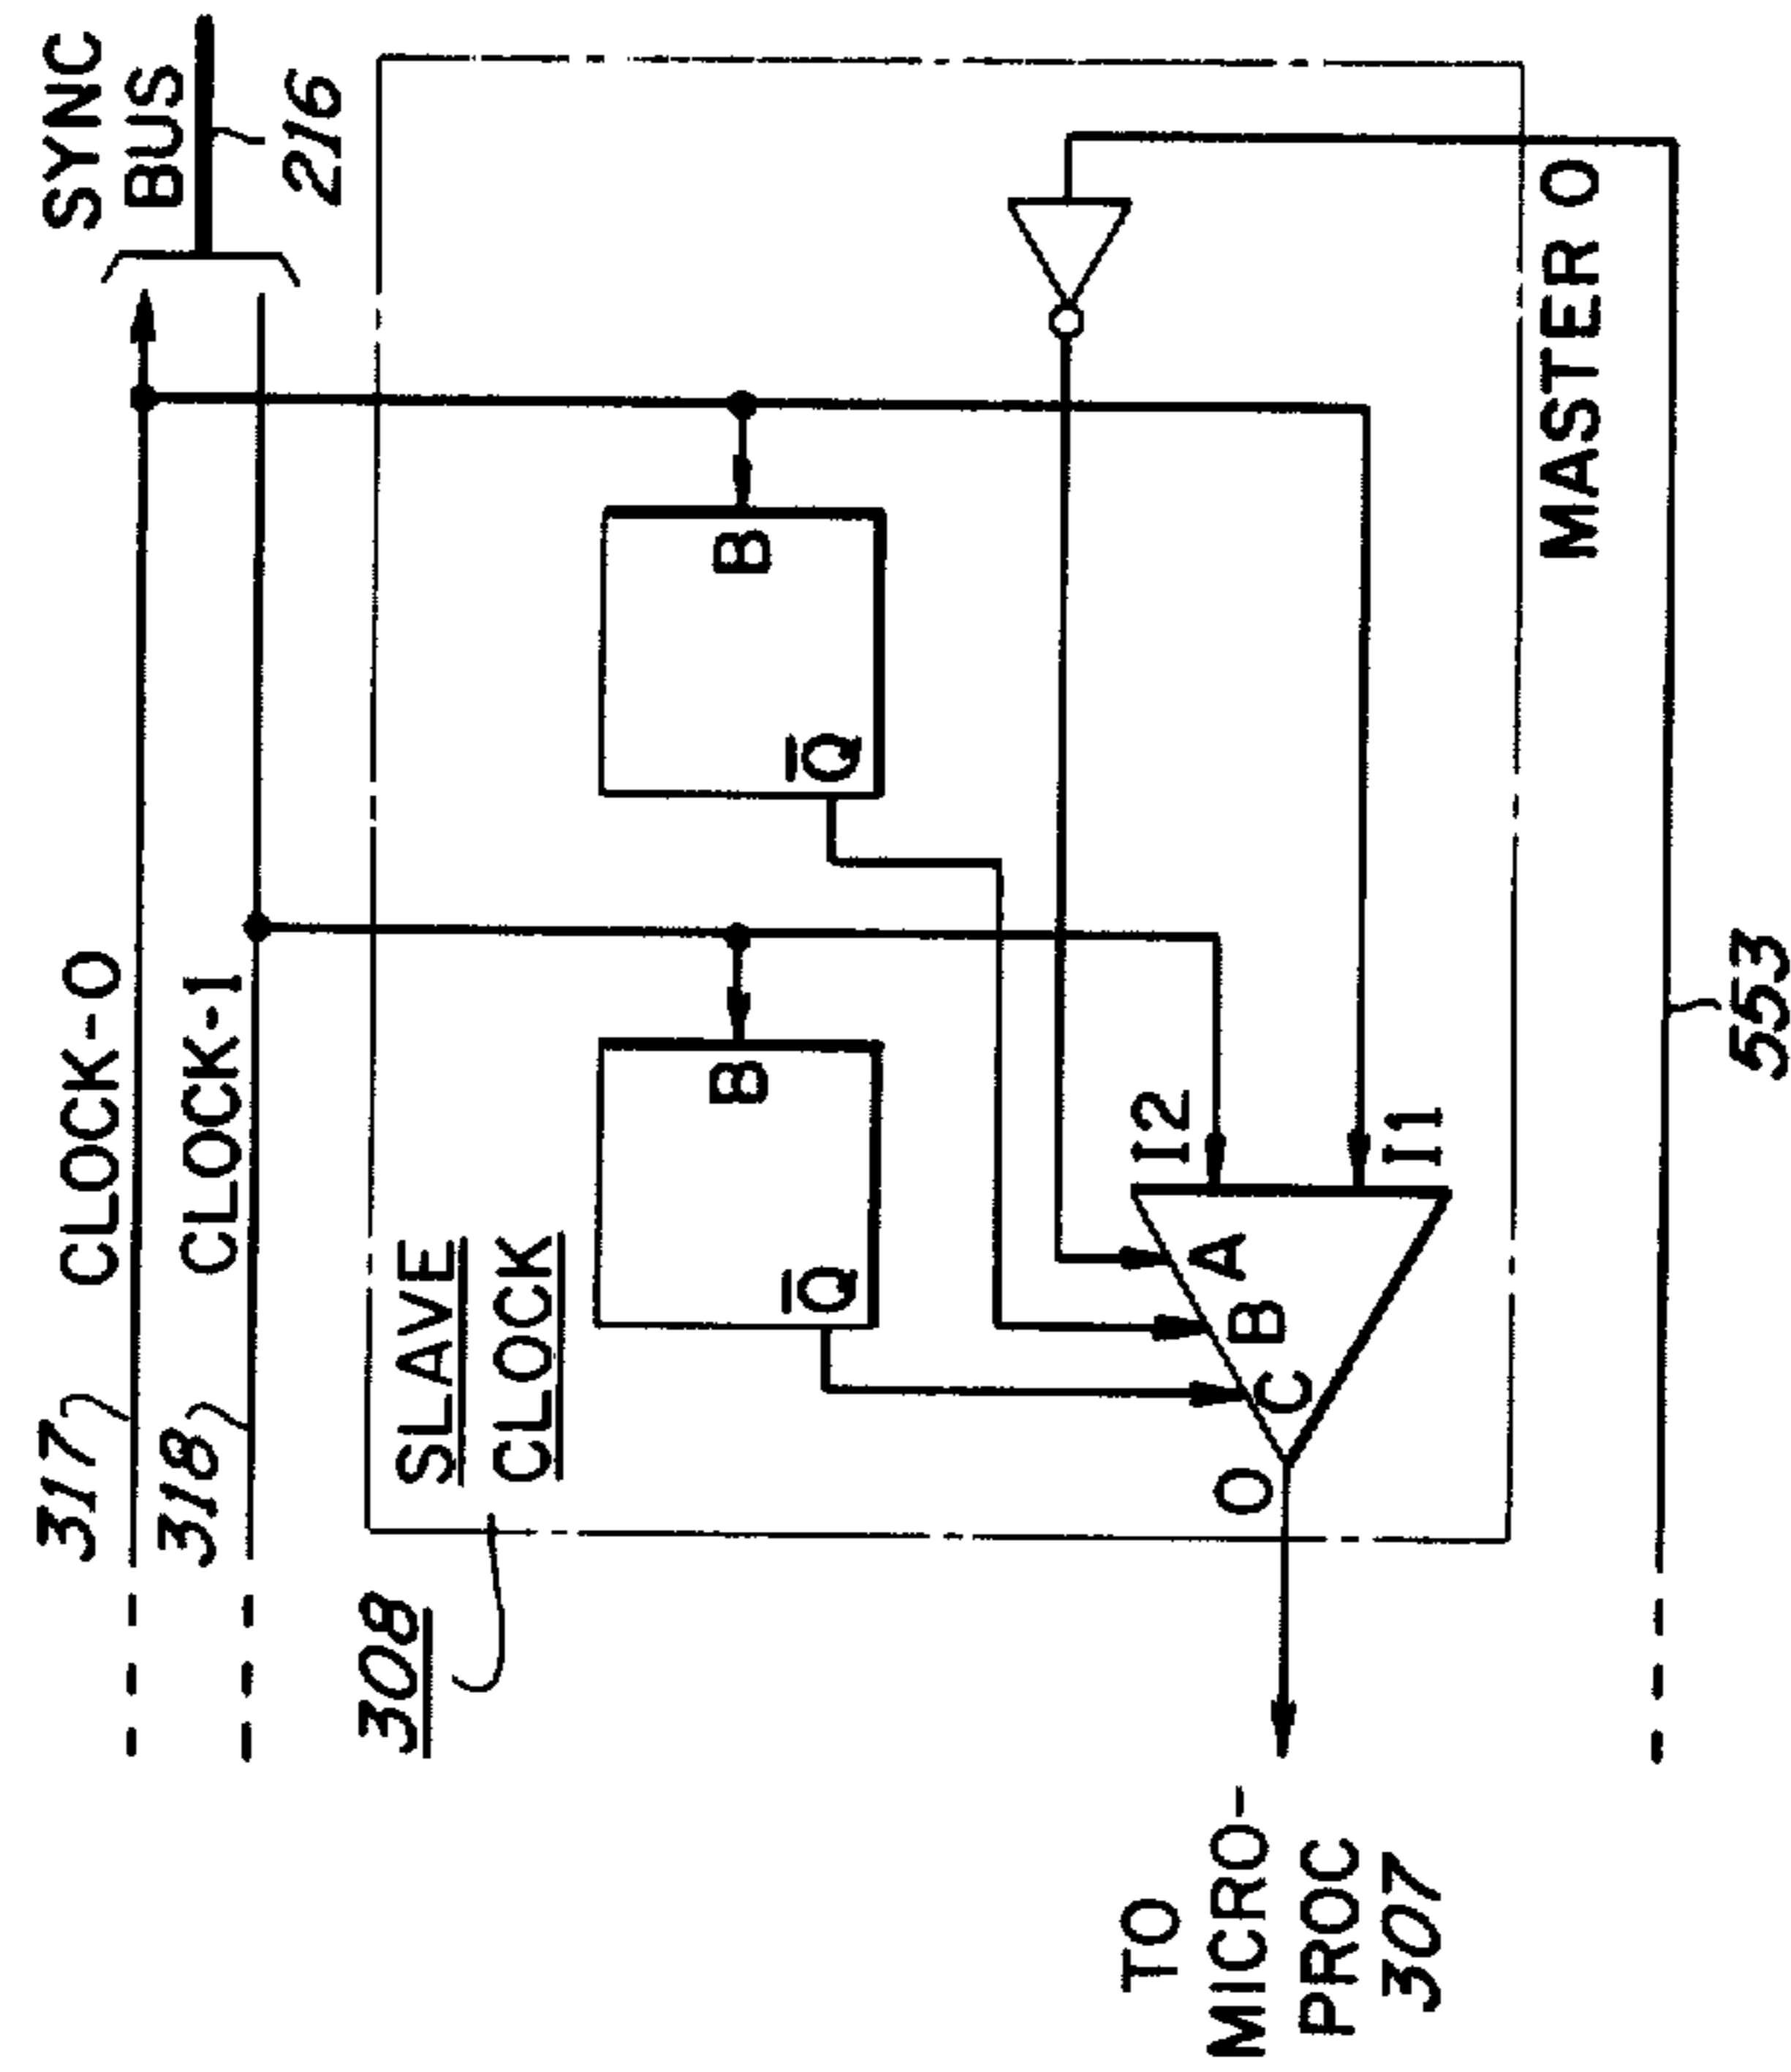 SYNC
BUS
216
CLOCK-0
317
CLOCK-1
318
308
SLAVE
CLOCK
B
Q̅
B
Q̅
I2
I1
A
B
C
O
TO
MICRO-
PROC
307
MASTER 0
553